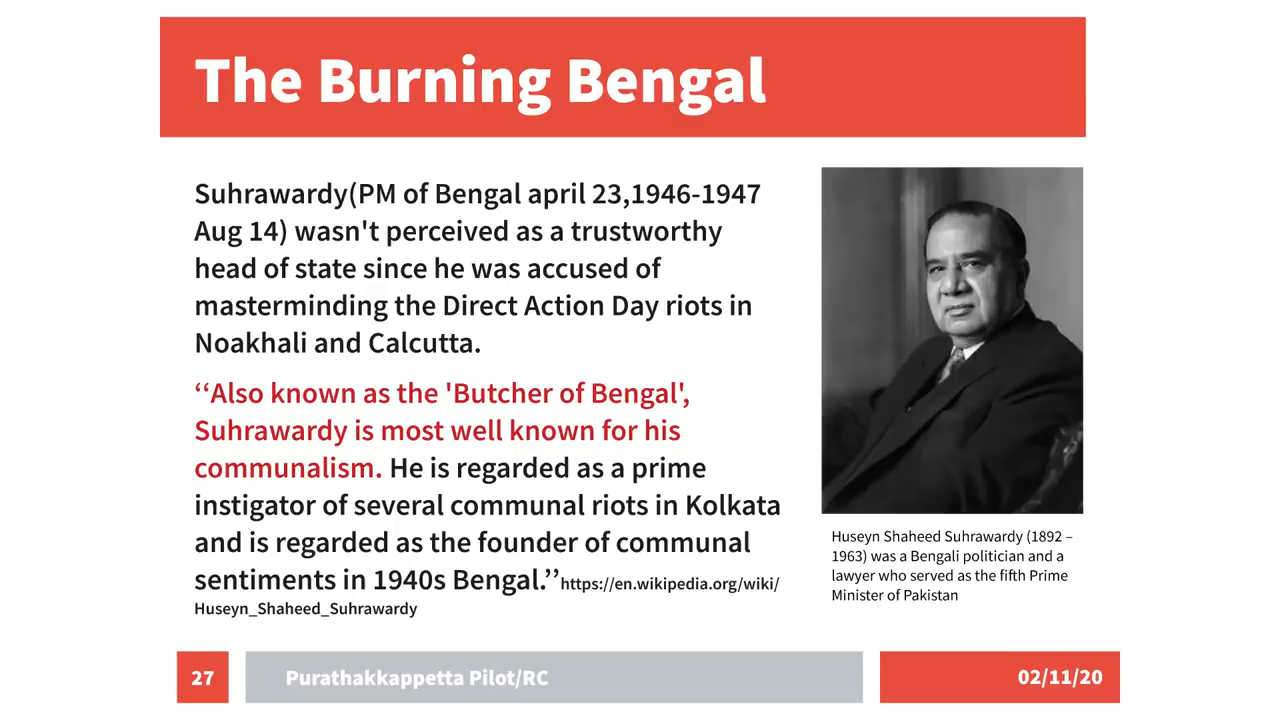 The Burning Bengal
Suhrawardy(PM of Bengal april 23,1946-1947
Aug 14) wasn't perceived as a trustworthy
head of state since he was accused of
masterminding the Direct Action Day riots in
Noakhali and Calcutta.
‘‘Also known as the 'Butcher of Bengal',
Suhrawardy is most well known for his
communalism. He is regarded as a prime
instigator of several communal riots in Kolkata
and is regarded as the founder of communal
sentiments in 1940s Bengal.’’https://en.wikipedia.org/wiki/
Huseyn_Shaheed_Suhrawardy
Huseyn Shaheed Suhrawardy (1892 –
1963) was a Bengali politician and a
lawyer who served as the fifth Prime
Minister of Pakistan
27
Purathakkappetta Pilot/RC
02/11/20